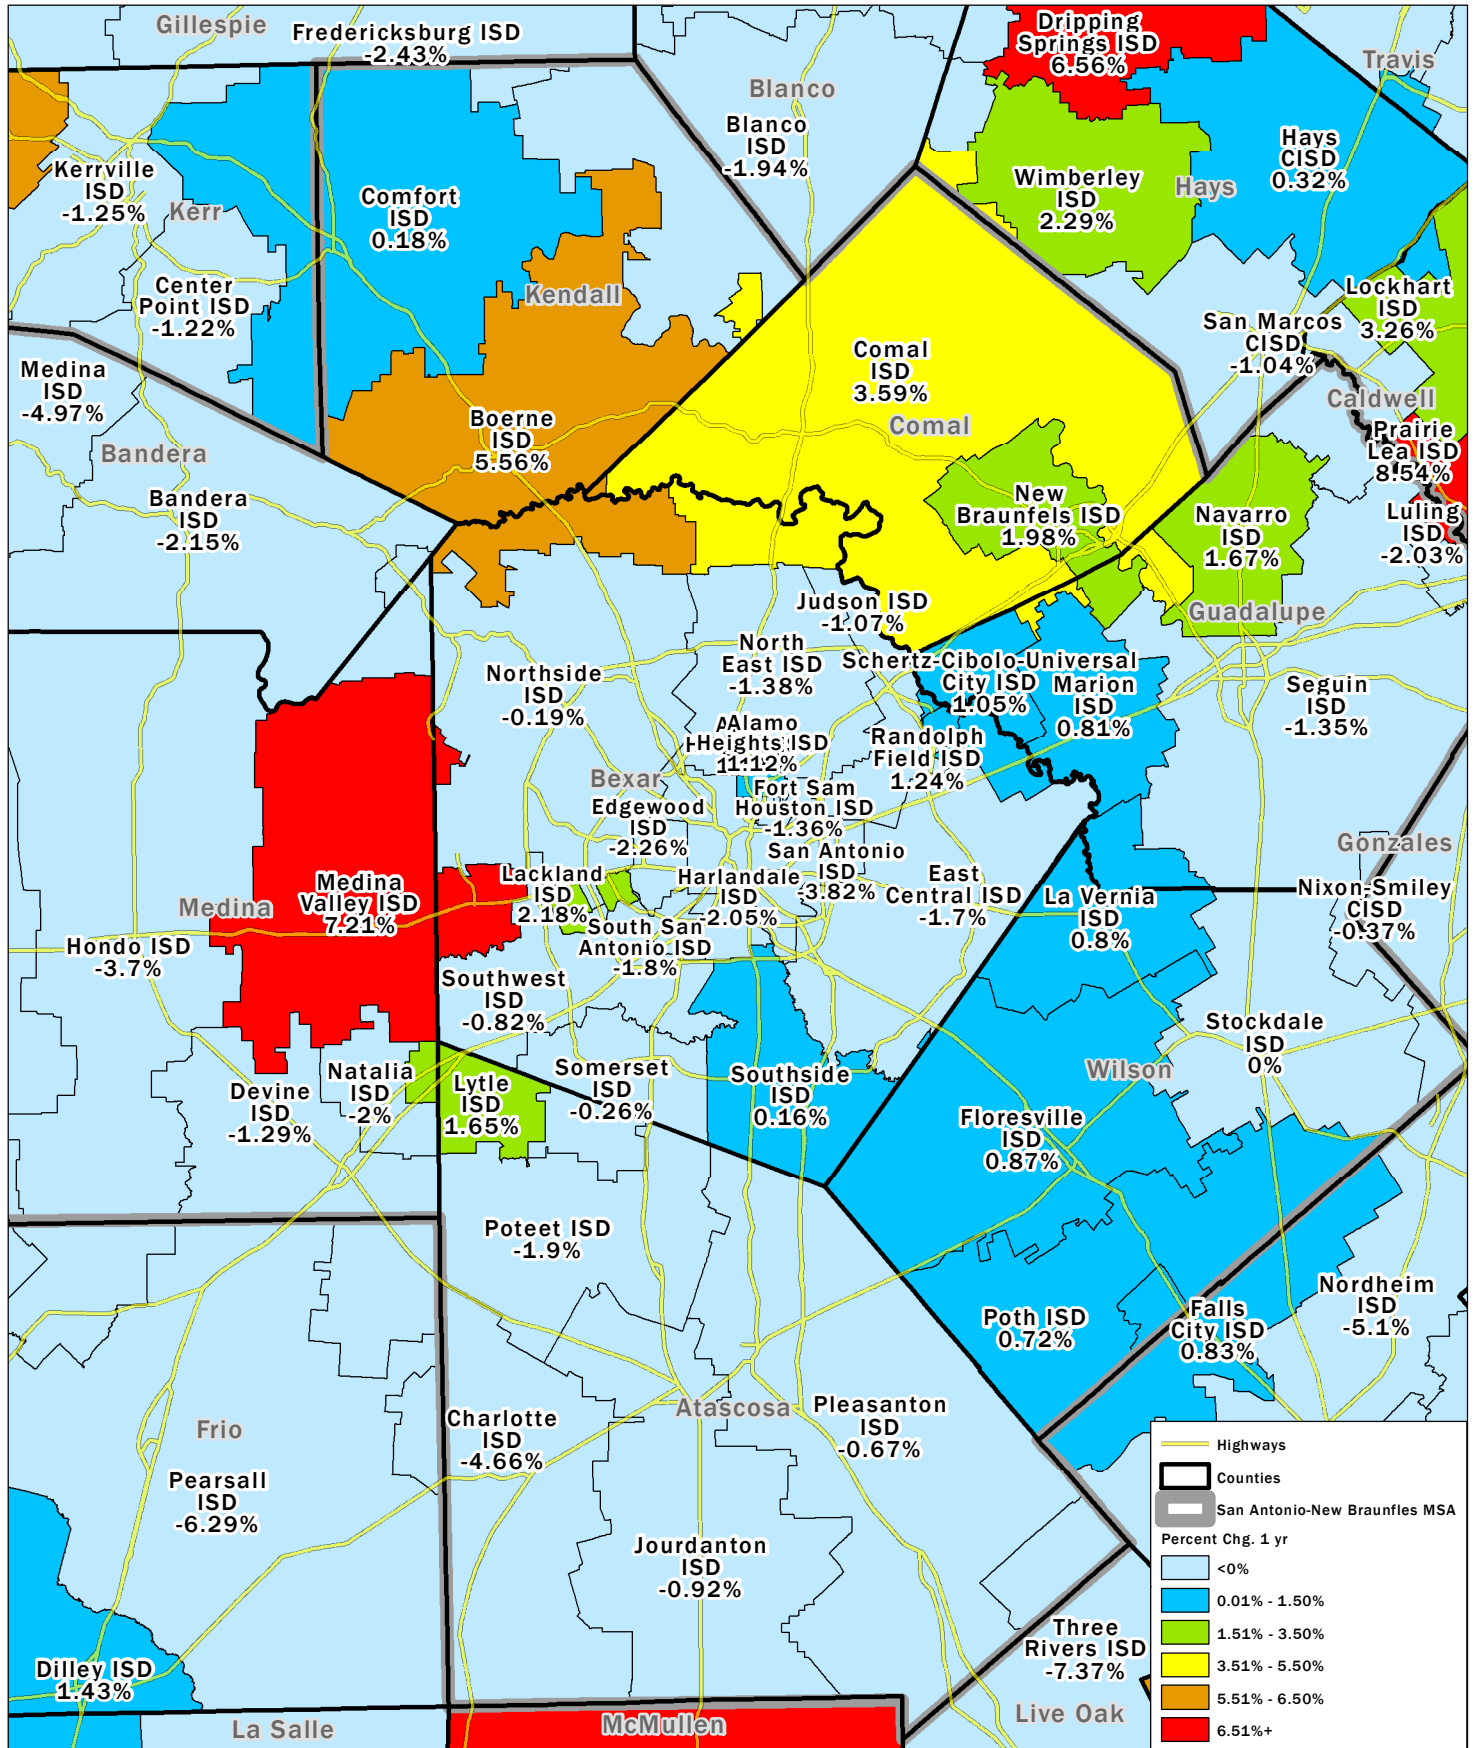 Gillespie
Fredericksburg ISD
-2.43%
Dripping
Springs ISD
6.56%
Travis
Blanco
Blanco
ISD
-1.94%
Hays
CISD
0.32%
Kerrville
ISD
-1.25%
Kerr
Comfort
ISD
0.18%
Wimberley
ISD
2.29%
Hays
Center
Point ISD
-1.22%
Kendall
Lockhart
ISD
3.26%
San Marcos
CISD
-1.04%
Medina
ISD
-4.97%
Comal
ISD
3.59%
Comal
Caldwell
Prairie
Lea ISD
8.54%
Boerne
ISD
5.56%
Bandera
Bandera
ISD
-2.15%
New
Braunfels ISD
1.98%
Navarro
ISD
1.67%
Luling
ISD
-2.03%
Judson ISD
-1.07%
Guadalupe
North
East ISD
-1.38%
Schertz-Cibolo-Universal
City ISD
1.05%
Northside
ISD
-0.19%
Marion
ISD
0.81%
Seguin
ISD
-1.35%
Alamo
Heights ISD
1.12%
Randolph
Field ISD
1.24%
Bexar
Fort Sam
Houston ISD
-1.36%
Edgewood
ISD
-2.26%
San Antonio
ISD
-3.82%
Gonzales
Medina
Valley ISD
7.21%
Lackland
ISD
2.18%
Harlandale
ISD
-2.05%
East
Central ISD
-1.7%
La Vernia
ISD
0.8%
Nixon-Smiley
CISD
-0.37%
Medina
Hondo ISD
-3.7%
South San
Antonio ISD
-1.8%
Southwest
ISD
-0.82%
Stockdale
ISD
0%
Wilson
Devine
ISD
-1.29%
Natalia
ISD
-2%
Lytle
ISD
1.65%
Somerset
ISD
-0.26%
Southside
ISD
0.16%
Floresville
ISD
0.87%
Poteet ISD
-1.9%
Poth ISD
0.72%
Falls
City ISD
0.83%
Nordheim
ISD
-5.1%
Frio
Charlotte
ISD
-4.66%
Atascosa
Pleasanton
ISD
-0.67%
Pearsall
ISD
-6.29%
Jourdanton
ISD
-0.92%
Dilley ISD
1.43%
Three
Rivers ISD
-7.37%
La Salle
McMullen
Live Oak
Highways
Counties
San Antonio-New Braunfles MSA
Percent Chg. 1 yr
<0%
0.01% - 1.50%
1.51% - 3.50%
3.51% - 5.50%
5.51% - 6.50%
6.51%+